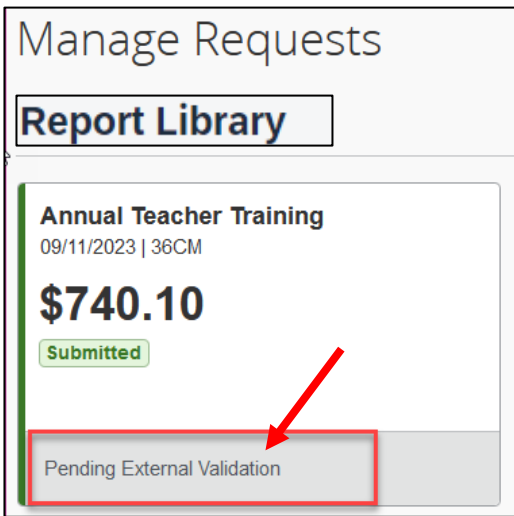 Manage Requests
Report Library
Annual Teacher Training
09/11/2023 | 36CM
$740.10
Submitted
Pending External Validation